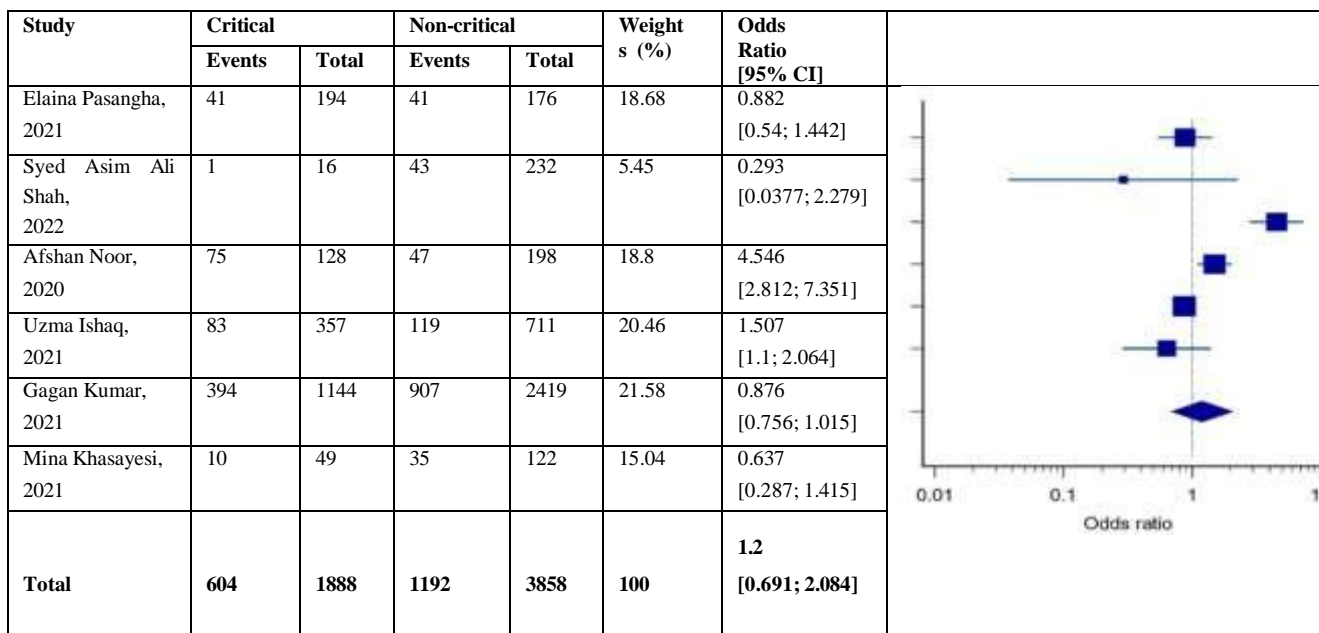 Study Critical Non-critical Weight Odds
s (%) Ratio
Events Total Events Total [95% CI]
Elaina Pasangha, 41 194 41 176 18.68 0.882
2021 [0.54; 1.442]
Syed Asim Ali 1 16 43 232 5.45 0.293
Shah, [0.0377; 2.279]
2022
Afshan Noor, 75 128 47 198 18.8 4.546
2020 [2.812; 7.351]
Uzma Ishaq, 83 357 119 711 20.46 1.507
2021 [1.1; 2.064]
Gagan Kumar, 394 1144 907 2419 21.58 0.876
2021 [0.756; 1.015]
Mina Khasayesi, 10 49 35 122 15.04 0.637
2021 [0.287; 1.415]
0.01 0.1 1 1
Odds ratio
1.2
Total 604 1888 1192 3858 100 [0.691; 2.084]